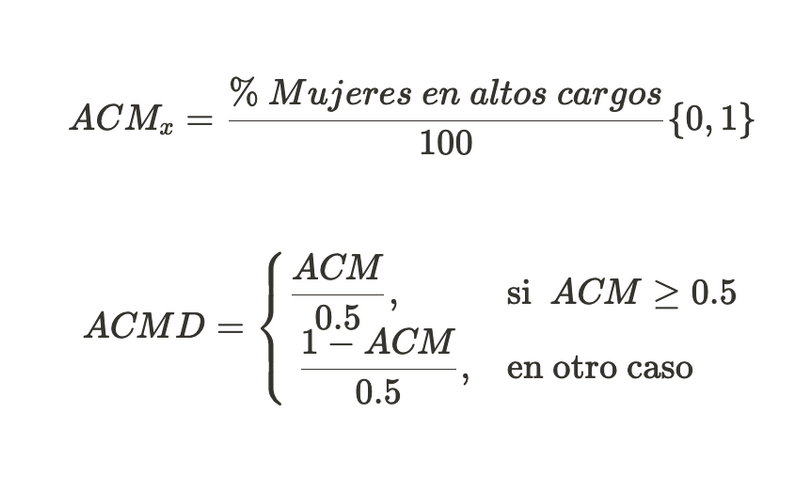 ACMₓ = % Mujeres en altos cargos / 100 {0, 1}
ACMD = { ACM / 0.5 , si ACM ≥ 0.5
1 − ACM / 0.5 , en otro caso